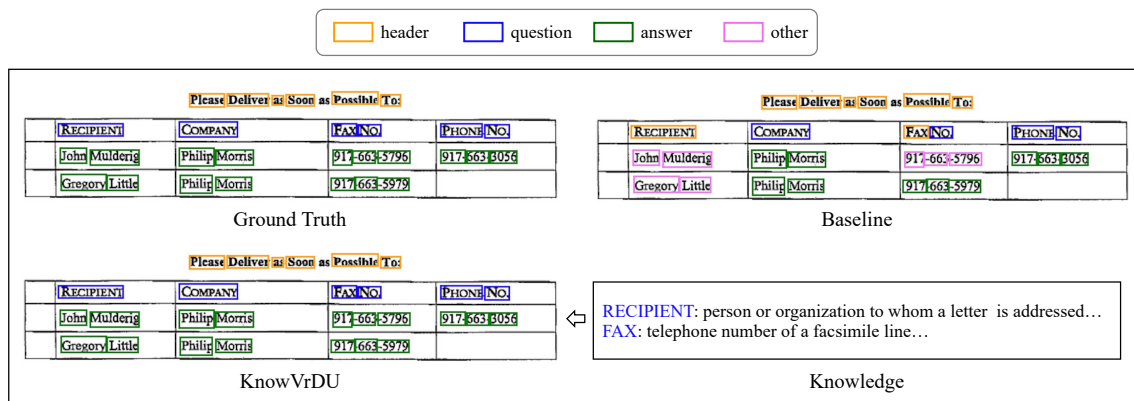 header question answer other
Please Deliver as Soon as Possible To:
RECIPIENT COMPANY FAX NO. PHONE NO.
John Mulderig Philip Morris 917-663-5796 917-663-3056
Gregory Little Philip Morris 917-663-5979
Ground Truth
Please Deliver as Soon as Possible To:
RECIPIENT COMPANY FAX NO. PHONE NO.
John Mulderig Philip Morris 917-663-5796 917-663-3056
Gregory Little Philip Morris 917-663-5979
Baseline
Please Deliver as Soon as Possible To:
RECIPIENT COMPANY FAX NO. PHONE NO.
John Mulderig Philip Morris 917-663-5796 917-663-3056
Gregory Little Philip Morris 917-663-5979
KnowVrDU
RECIPIENT: person or organization to whom a letter is addressed…
FAX: telephone number of a facsimile line…
Knowledge